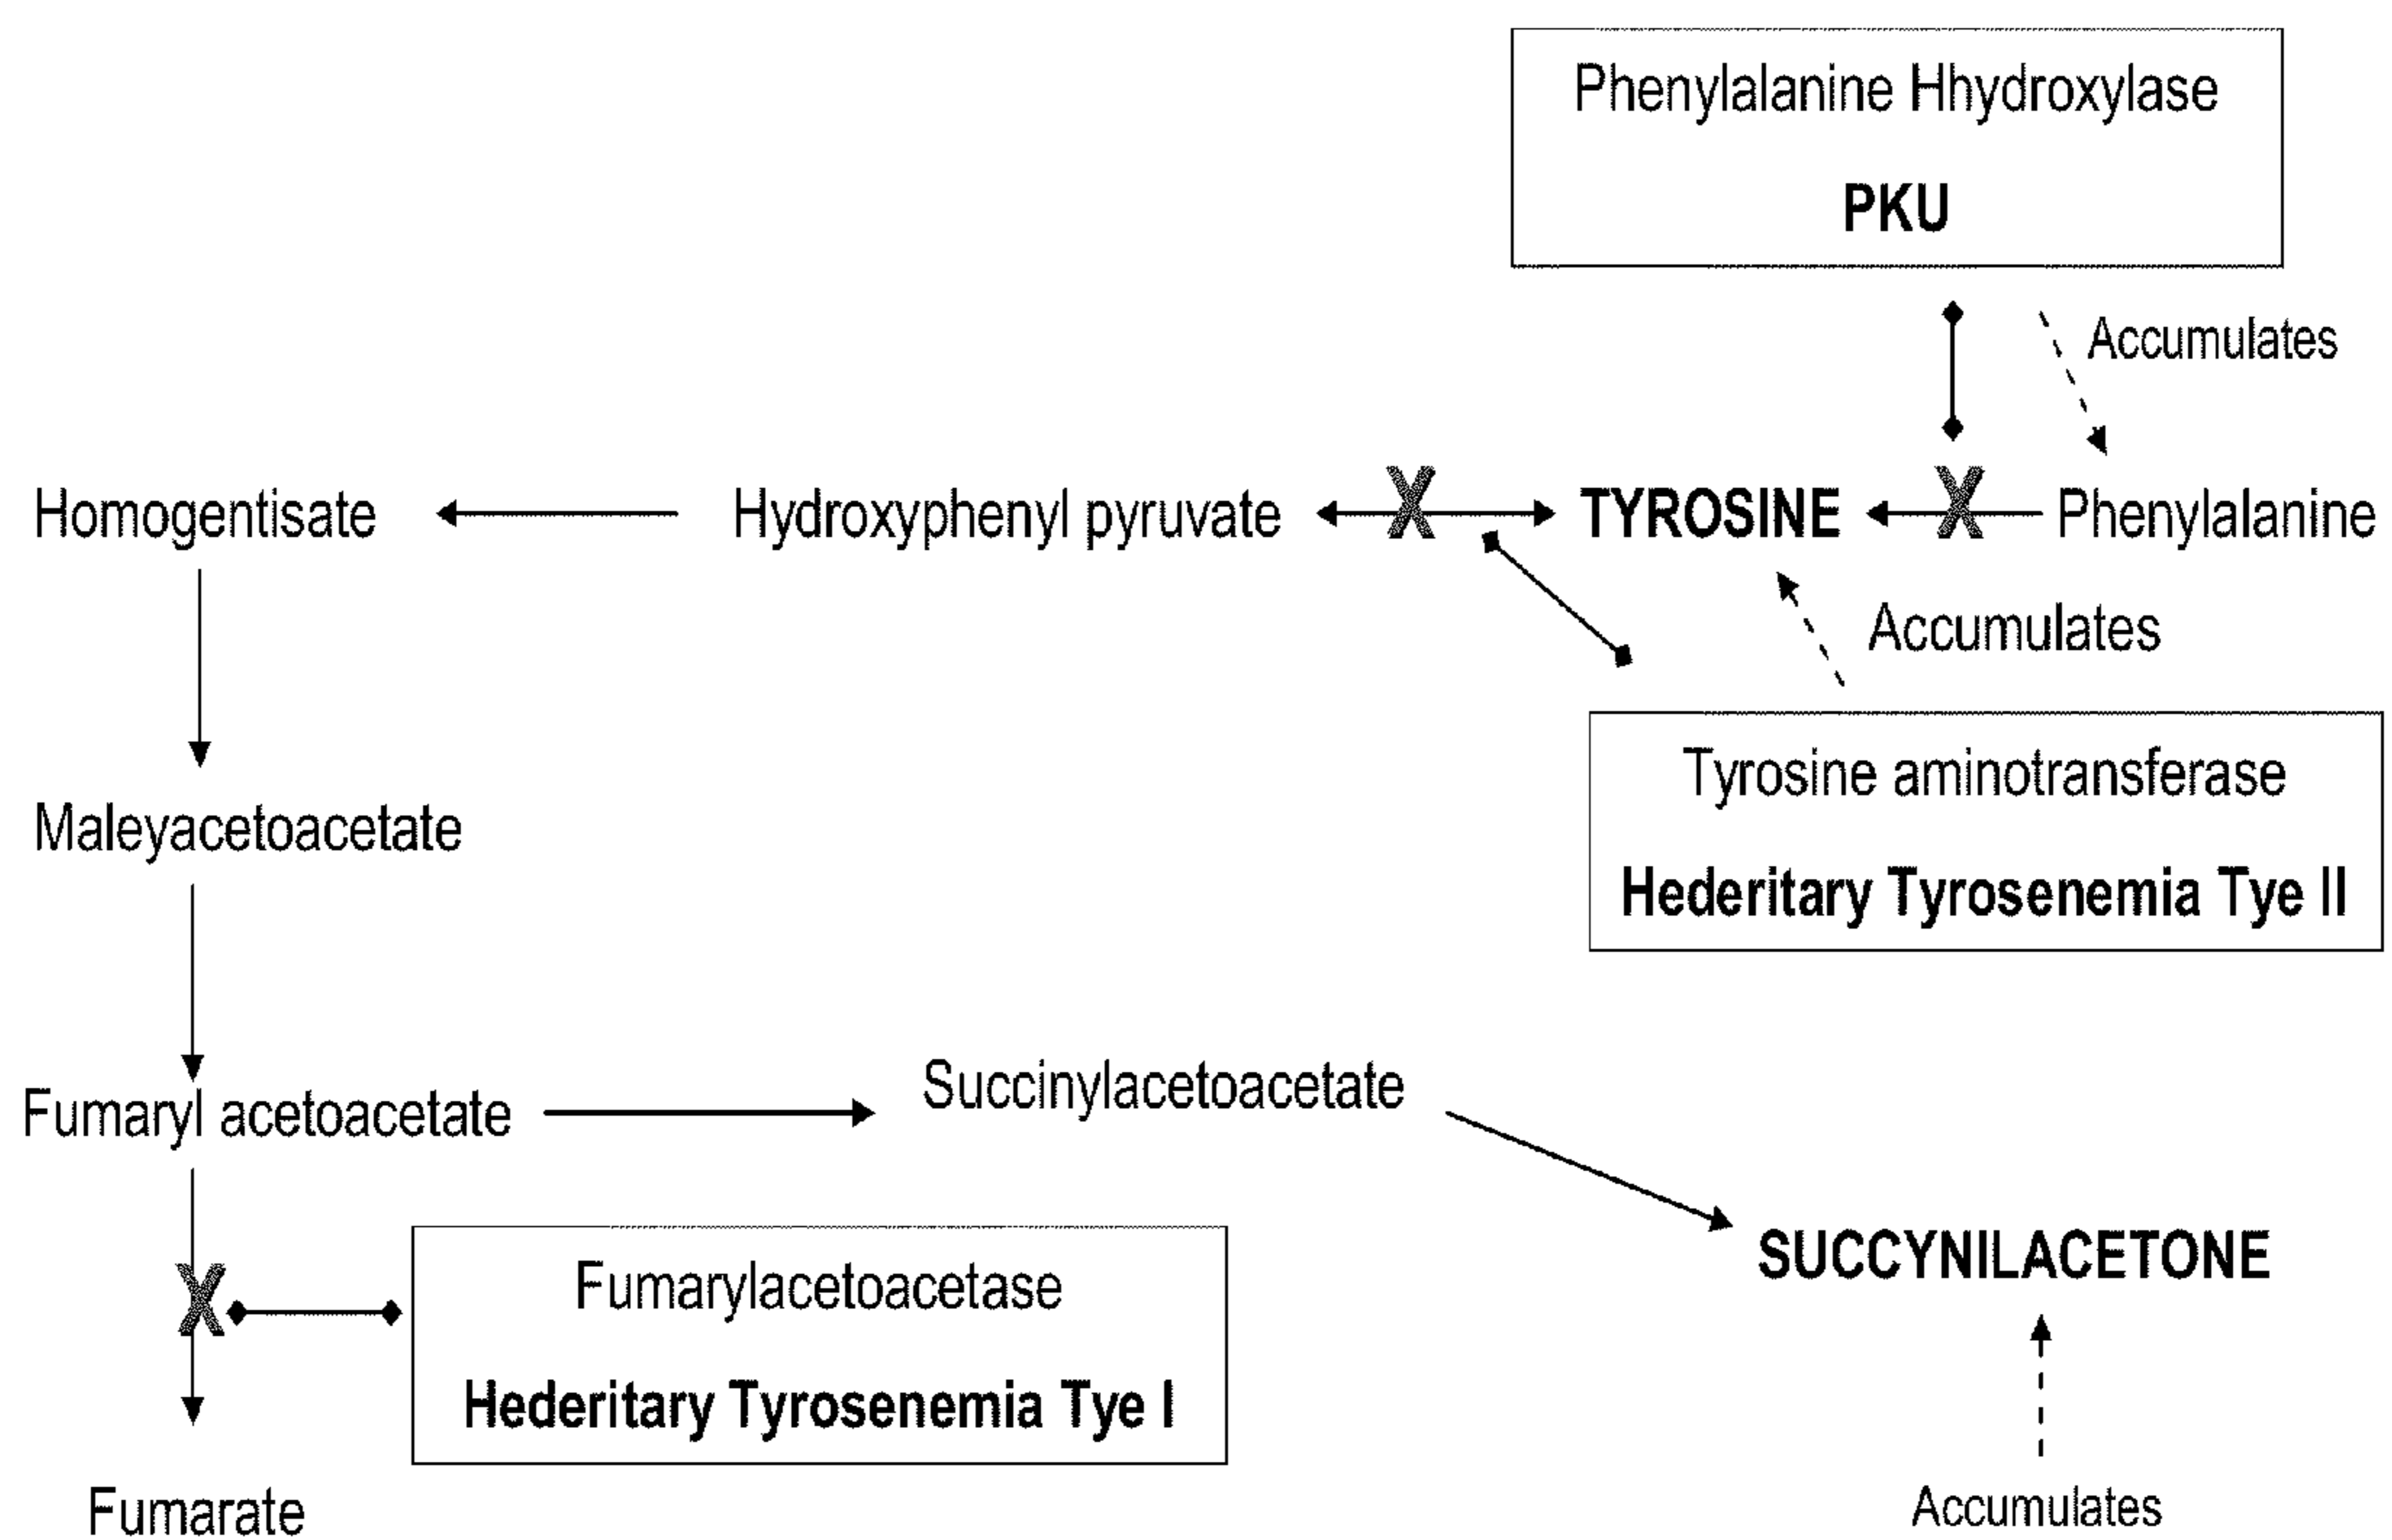 Phenylalanine Hhydroxylase
PKU
Accumulates
Homogentisate
Hydroxyphenyl pyruvate
X
TYROSINE
X
Phenylalanine
Accumulates
Tyrosine aminotransferase
Hederitary Tyrosenemia Tye II
Maleyacetoacetate
Fumaryl acetoacetate
Succinylacetoacetate
SUCCYNILACETONE
X
Fumarylacetoacetase
Hederitary Tyrosenemia Tye I
Fumarate
Accumulates